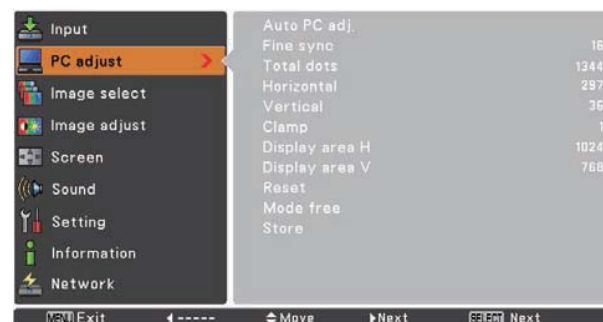 Input
PC adjust
Image select
Image adjust
Screen
Sound
Setting
Information
Network
Auto PC adj.
Fine sync 16
Total dots 1344
Horizontal 297
Vertical 36
Clamp 1
Display area H 1024
Display area V 768
Reset
Mode free
Store
MENU Exit ◀----- Move ▶Next SELECT Next